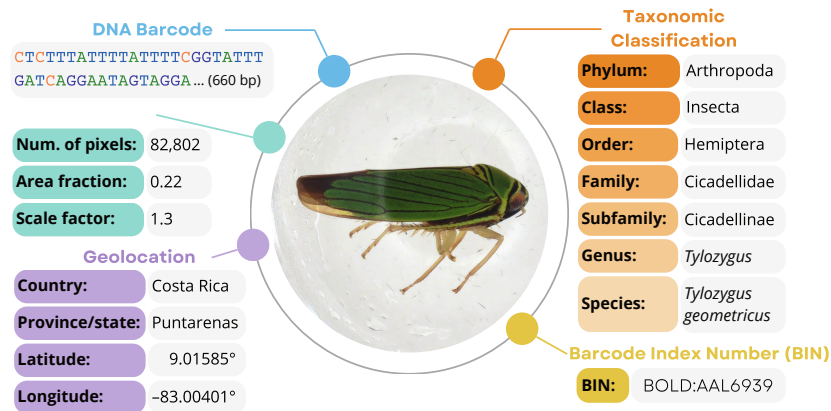 DNA Barcode
CTCTTTATTTTATTTTCGGTATTT
GATCAGGAATAGTAGGA... (660 bp)
Num. of pixels: 82,802
Area fraction: 0.22
Scale factor: 1.3
Geolocation
Country: Costa Rica
Province/state: Puntarenas
Latitude: 9.01585°
Longitude: –83.00401°
Taxonomic
Classification
Phylum: Arthropoda
Class: Insecta
Order: Hemiptera
Family: Cicadellidae
Subfamily: Cicadellinae
Genus: Tylozygus
Species: Tylozygus
geometricus
Barcode Index Number (BIN)
BIN: BOLD:AAL6939